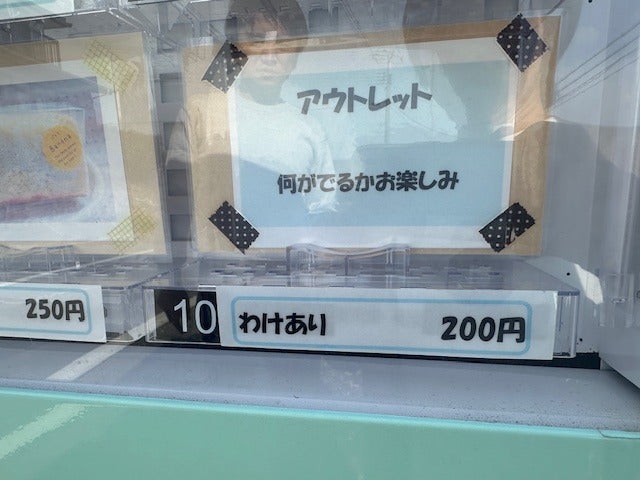 アウトレット
何がでるかお楽しみ
250円
10
わけあり
200円